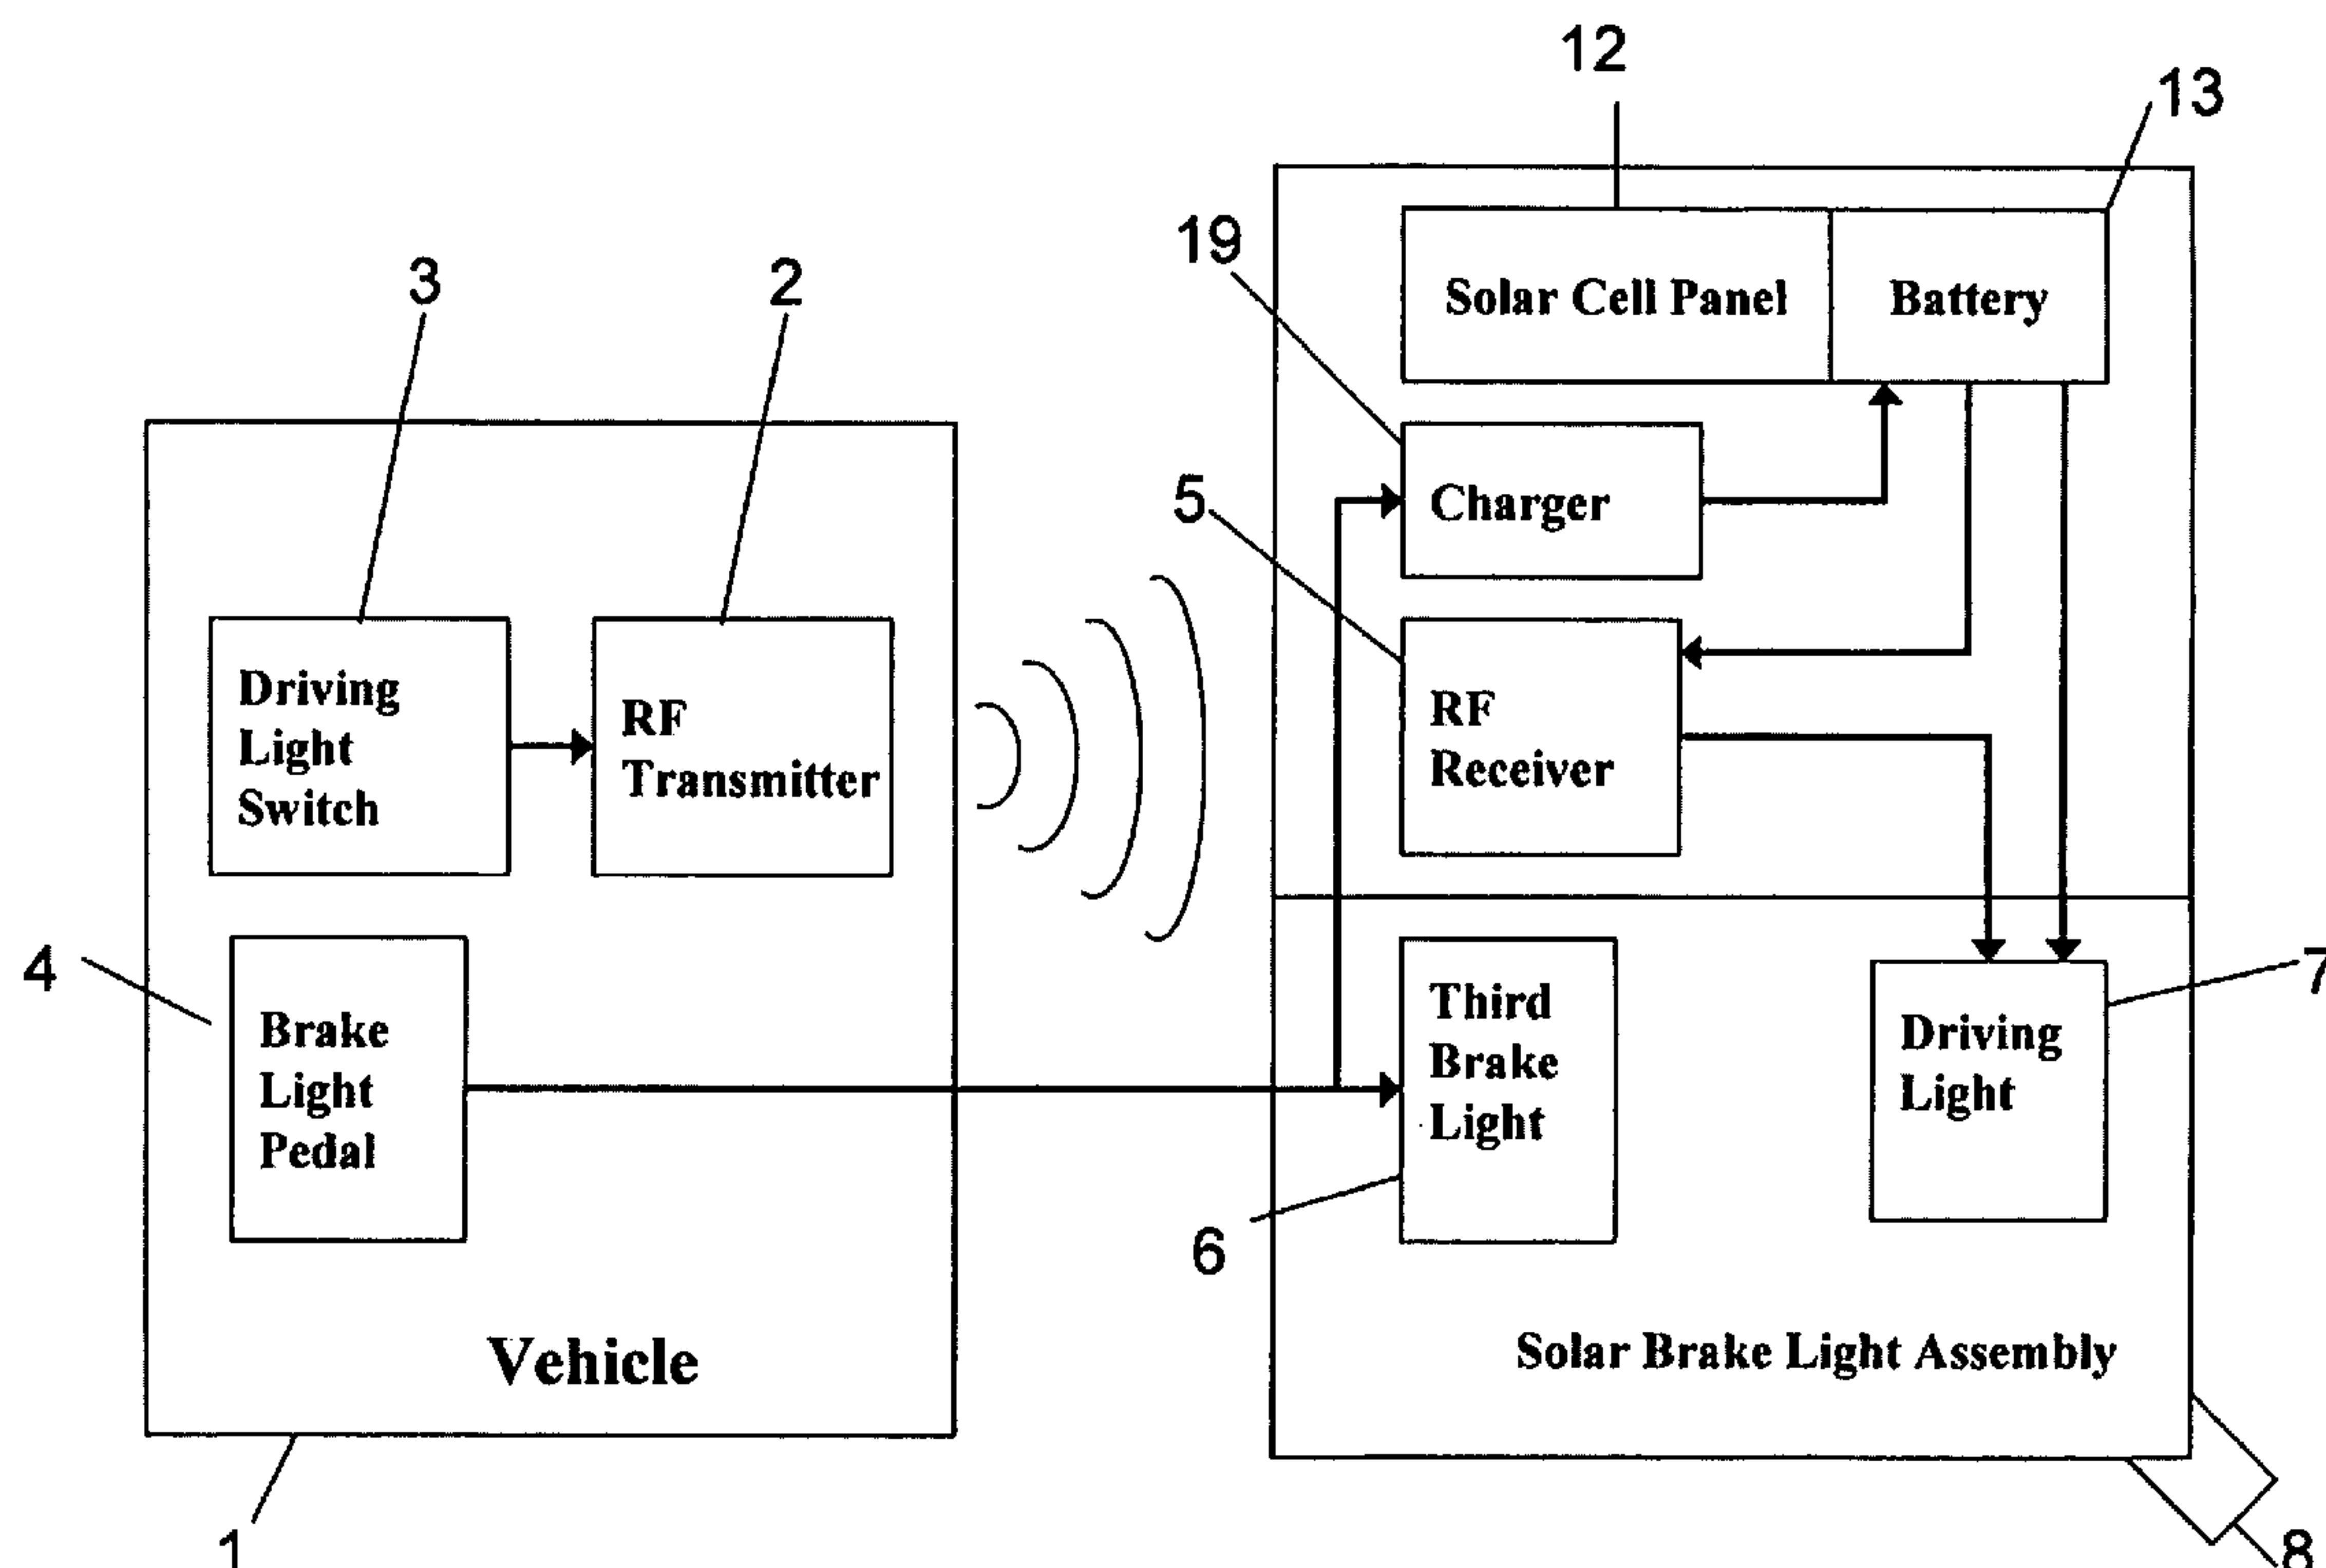 12
13
19
Solar Cell Panel
Battery
3
2
5
Charger
Driving
Light
Switch
RF
Transmitter
RF
Receiver
4
Brake
Light
Pedal
Third
Brake
Light
6
Driving
Light
7
Vehicle
Solar Brake Light Assembly
1
8